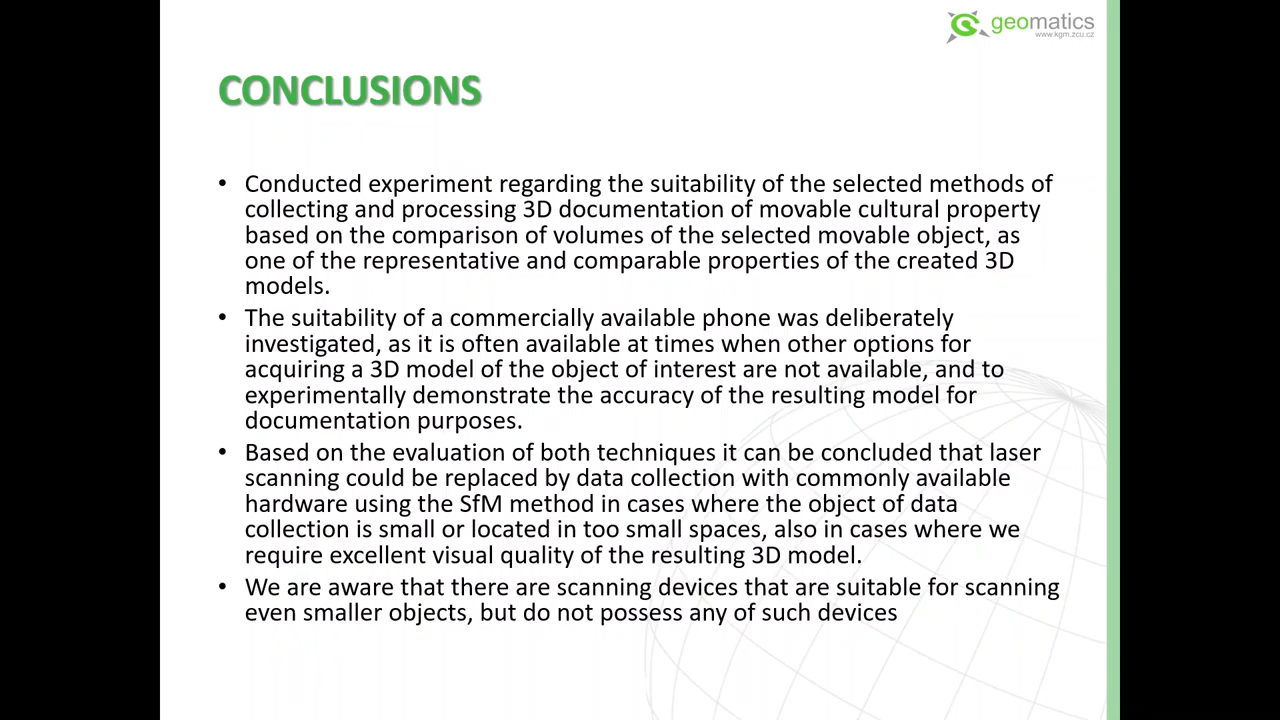 geomatics
www.kgm.zcu.cz
CONCLUSIONS
• Conducted experiment regarding the suitability of the selected methods of
collecting and processing 3D documentation of movable cultural property
based on the comparison of volumes of the selected movable object, as
one of the representative and comparable properties of the created 3D
models.
• The suitability of a commercially available phone was deliberately
investigated, as it is often available at times when other options for
acquiring a 3D model of the object of interest are not available, and to
experimentally demonstrate the accuracy of the resulting model for
documentation purposes.
• Based on the evaluation of both techniques it can be concluded that laser
scanning could be replaced by data collection with commonly available
hardware using the SfM method in cases where the object of data
collection is small or located in too small spaces, also in cases where we
require excellent visual quality of the resulting 3D model.
• We are aware that there are scanning devices that are suitable for scanning
even smaller objects, but do not possess any of such devices